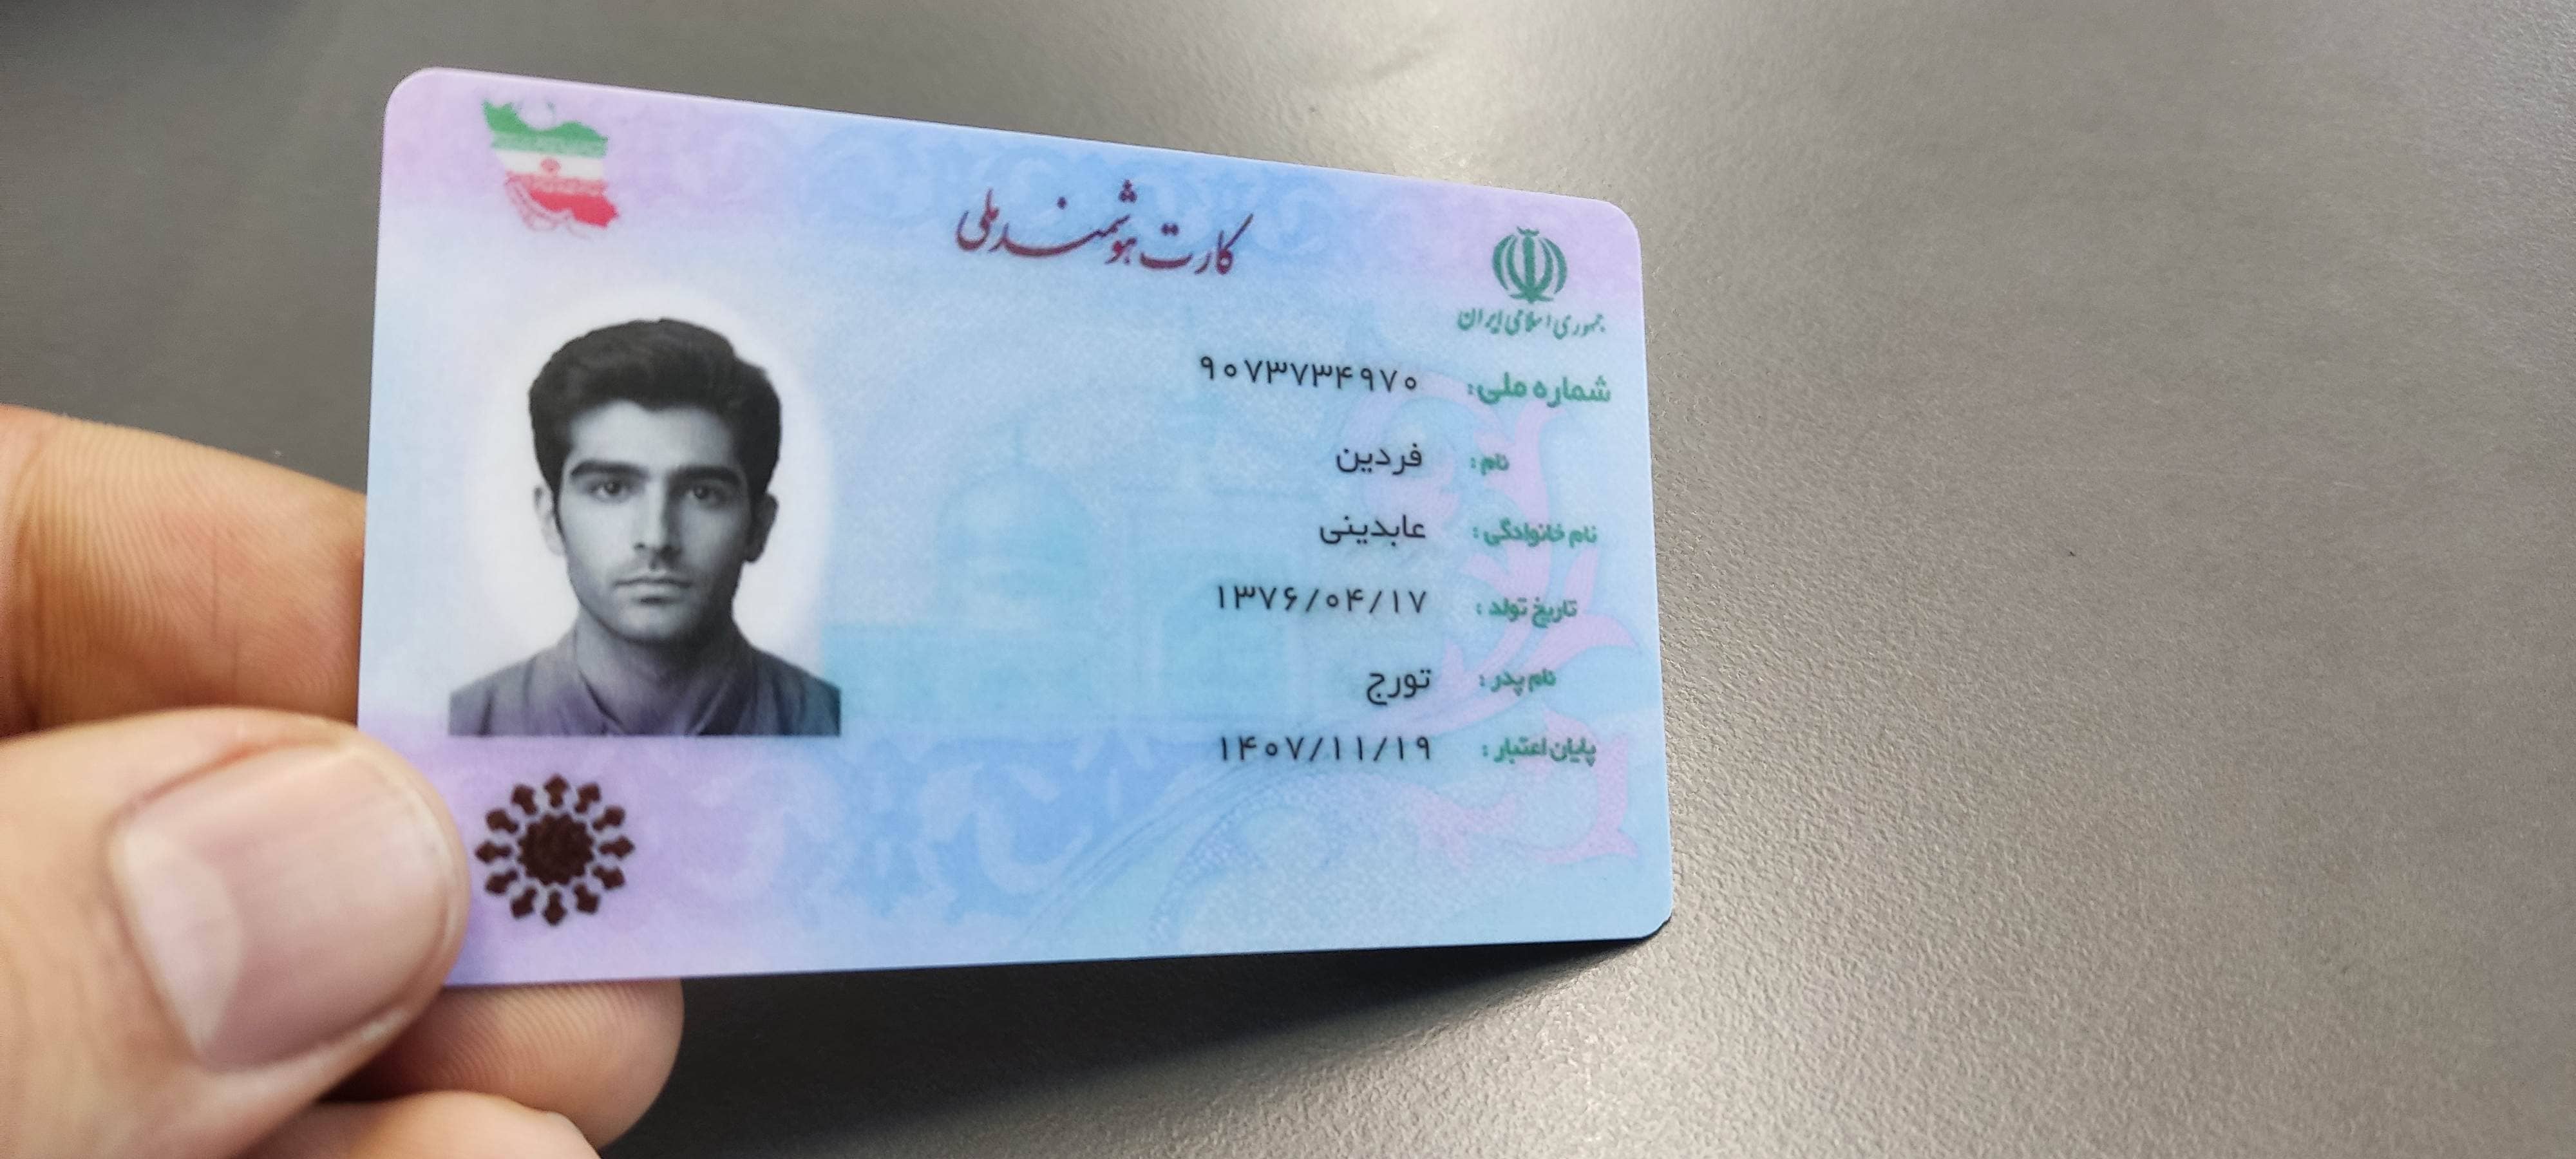 کارت هوشمند ملی
جمهوری اسلامی ایران
شماره ملی: ۹۰۷۳۷۳۴۹۷۰
نام: فردین
نام خانوادگی: عابدینی
تاریخ تولد: ۱۳۷۶/۰۴/۱۷
نام پدر: تورج
پایان اعتبار: ۱۴۰۷/۱۱/۱۹